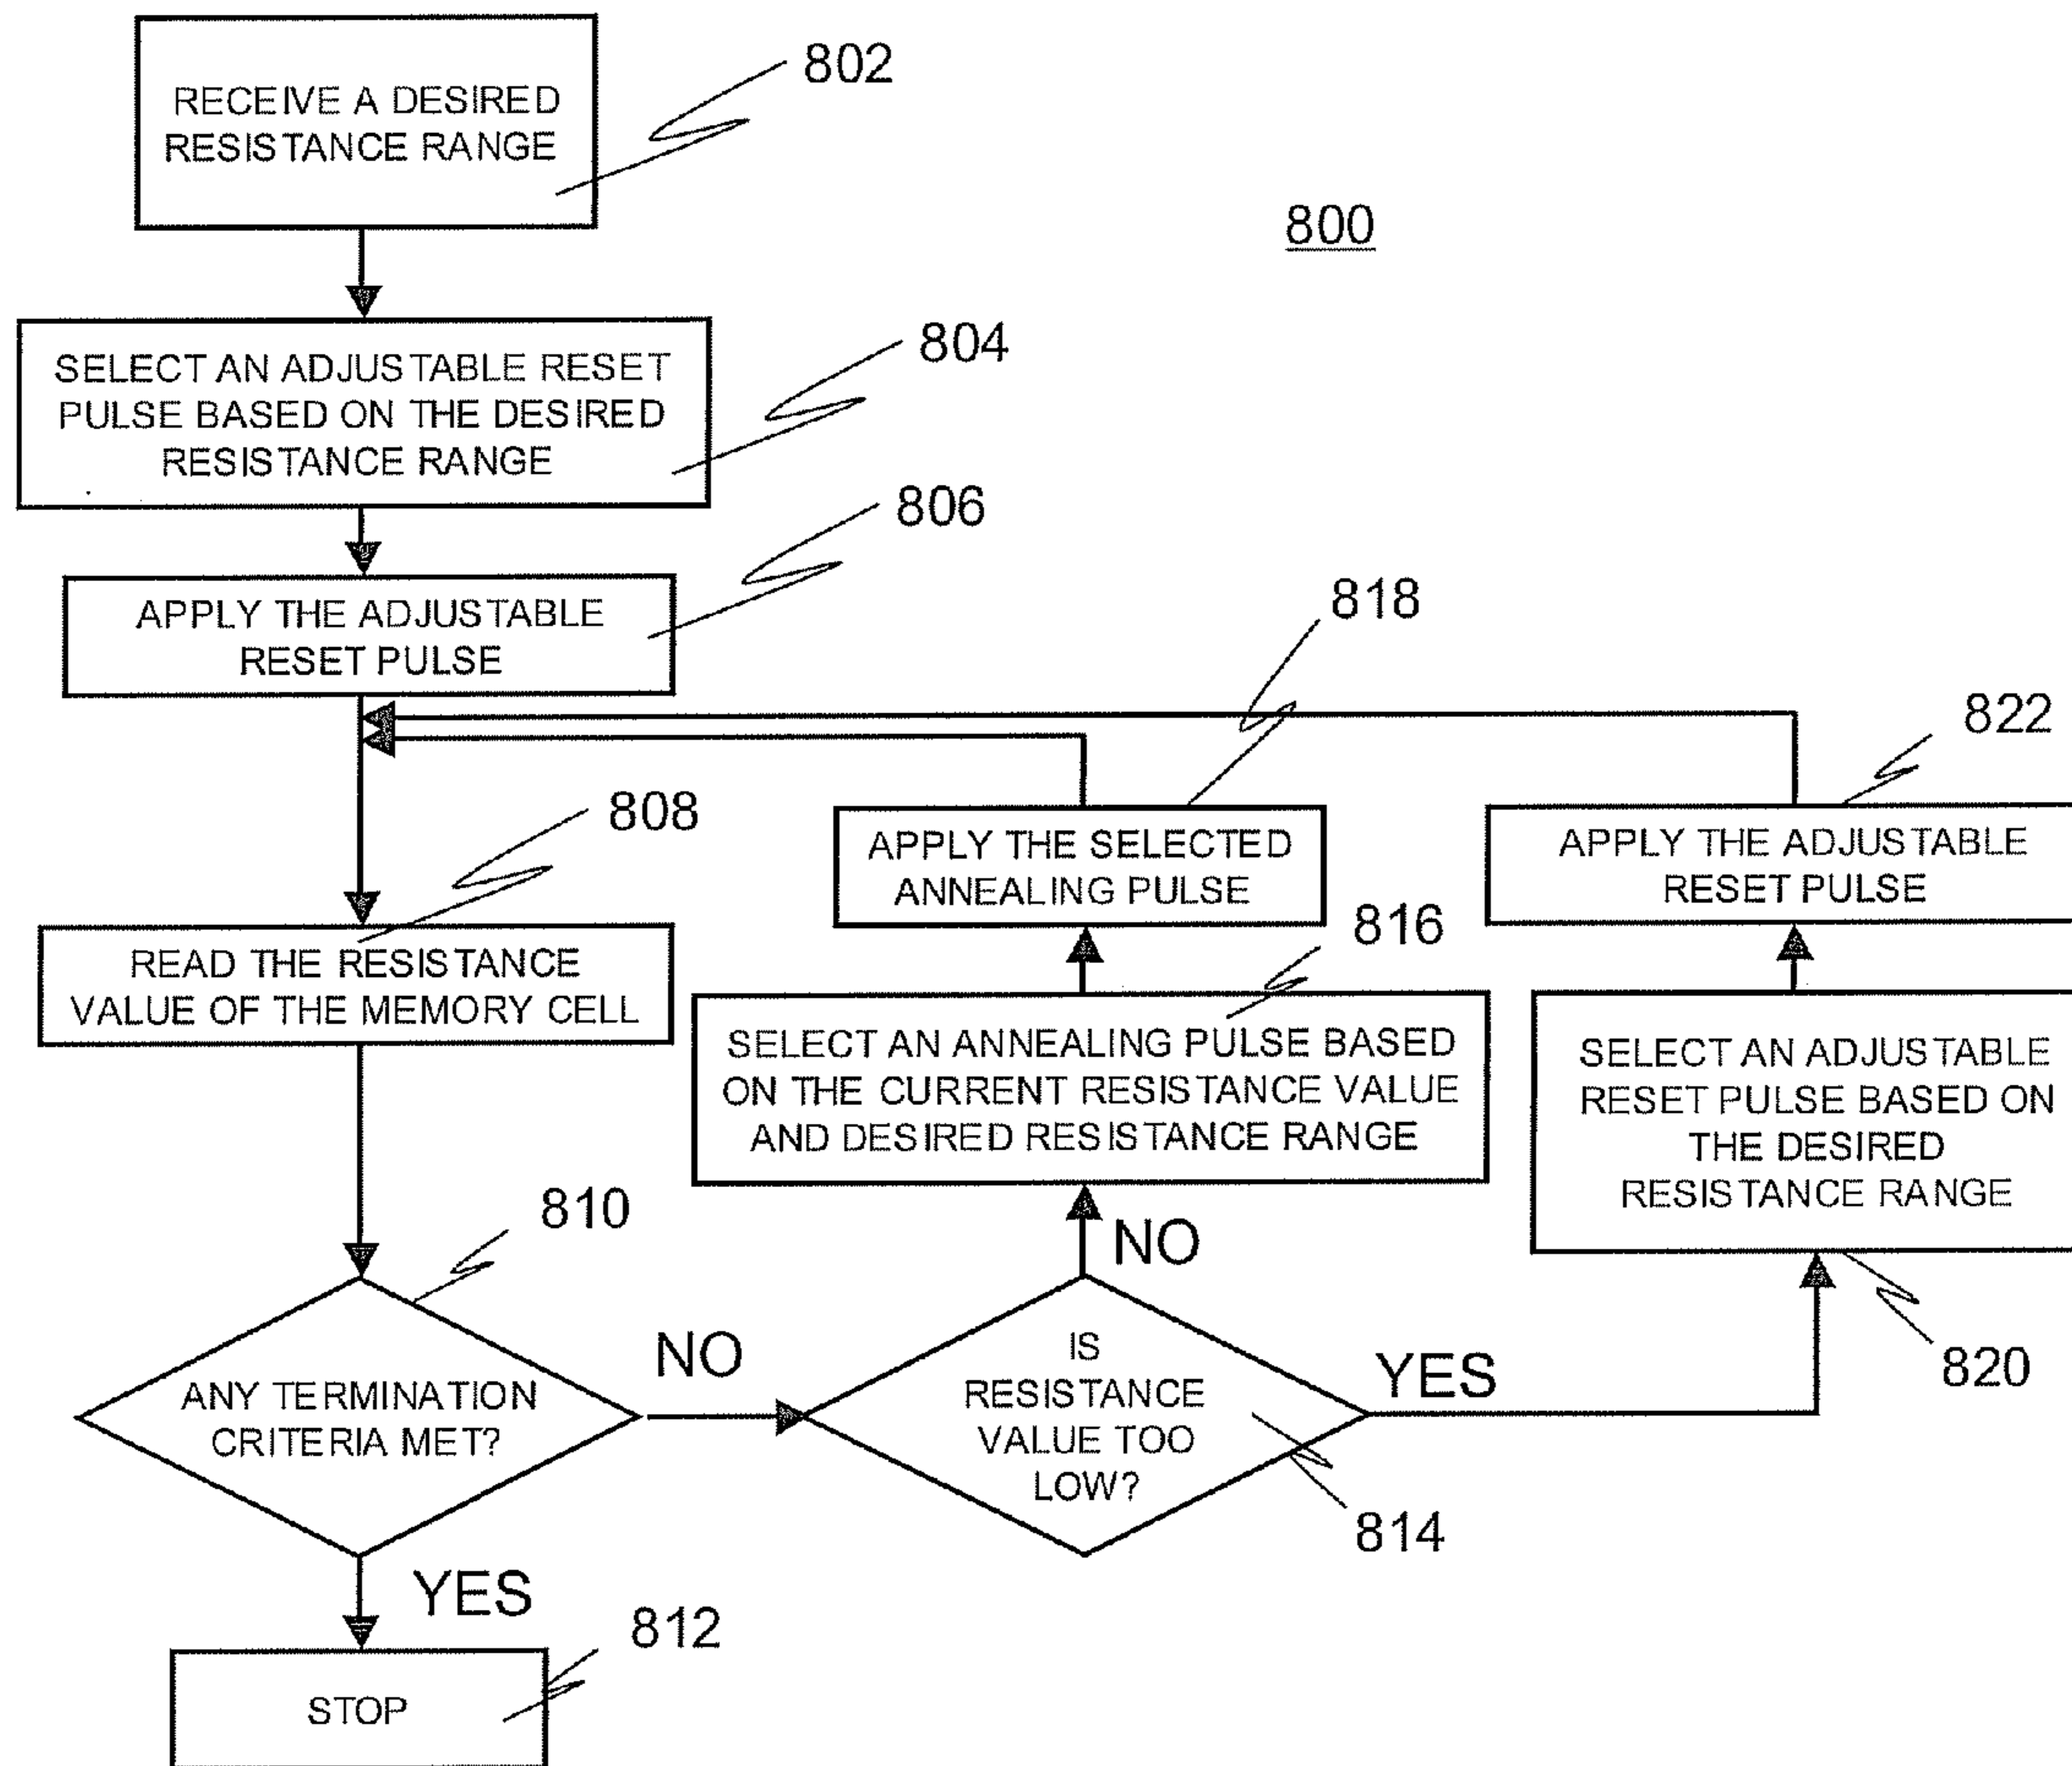 RECEIVE A DESIRED
RESISTANCE RANGE
802
800
SELECT AN ADJUSTABLE RESET
PULSE BASED ON THE DESIRED
RESISTANCE RANGE
804
APPLY THE ADJUSTABLE
RESET PULSE
806
818
822
808
READ THE RESISTANCE
VALUE OF THE MEMORY CELL
APPLY THE SELECTED
ANNEALING PULSE
APPLY THE ADJUSTABLE
RESET PULSE
816
SELECT AN ANNEALING PULSE BASED
ON THE CURRENT RESISTANCE VALUE
AND DESIRED RESISTANCE RANGE
SELECT AN ADJUSTABLE
RESET PULSE BASED ON
THE DESIRED
RESISTANCE RANGE
810
NO
820
ANY TERMINATION
CRITERIA MET?
NO
IS
RESISTANCE
VALUE TOO
LOW?
YES
814
YES
812
STOP